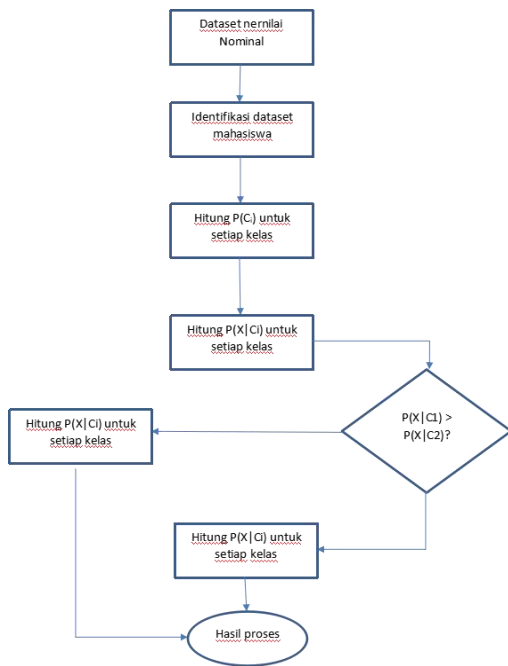 Dataset nernilai
Nominal
Identifikasi dataset
mahasiswa
Hitung P(Cᵢ) untuk
setiap kelas
Hitung P(X|Ci) untuk
setiap kelas
P(X|C1) >
P(X|C2)?
Hitung P(X|Ci) untuk
setiap kelas
Hitung P(X|Ci) untuk
setiap kelas
Hasil proses